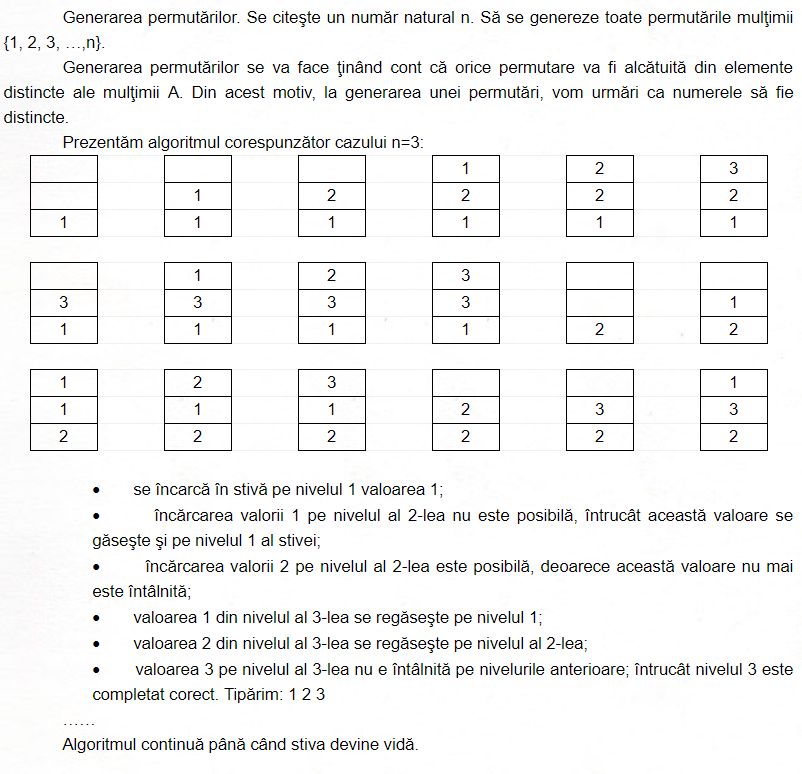 Generarea permutărilor. Se citeşte un număr natural n. Să se genereze toate permutările mulţimii
{1, 2, 3, …,n}.
Generarea permutărilor se va face ţinând cont că orice permutare va fi alcătuită din elemente
distincte ale mulţimii A. Din acest motiv, la generarea unei permutări, vom urmări ca numerele să fie
distincte.
Prezentăm algoritmul corespunzător cazului n=3:
1 2 3
1 2 2 2 2
1 1 1 1 1 1
1 2 3
3 3 3 3 1
1 1 1 1 2 2
1 2 3 1
1 1 1 2 3 3
2 2 2 2 2 2
• se încarcă în stivă pe nivelul 1 valoarea 1;
• încărcarea valorii 1 pe nivelul al 2-lea nu este posibilă, întrucât această valoare se
găseşte şi pe nivelul 1 al stivei;
• încărcarea valorii 2 pe nivelul al 2-lea este posibilă, deoarece această valoare nu mai
este întâlnită;
• valoarea 1 din nivelul al 3-lea se regăseşte pe nivelul 1;
• valoarea 2 din nivelul al 3-lea se regăseşte pe nivelul al 2-lea;
• valoarea 3 pe nivelul al 3-lea nu e întâlnită pe nivelurile anterioare; întrucât nivelul 3 este
completat corect. Tipărim: 1 2 3
……
Algoritmul continuă până când stiva devine vidă.